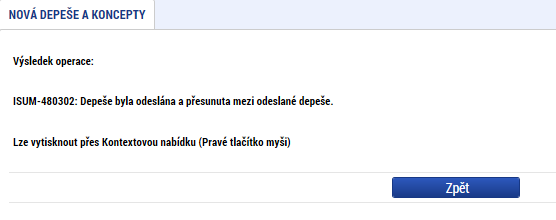 NOVÁ DEPEŠE A KONCEPTY
Výsledek operace:
ISUM-480302: Depeše byla odeslána a přesunuta mezi odeslané depeše.
Lze vytisknout přes Kontextovou nabídku (Pravé tlačítko myši)
Zpět